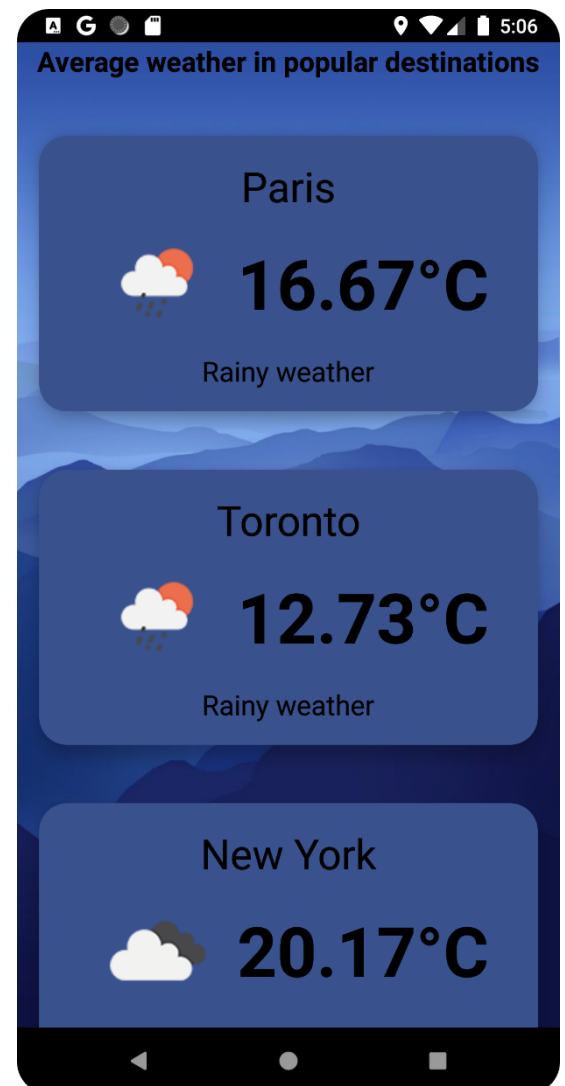 5:06
Average weather in popular destinations
Paris
16.67°C
Rainy weather
Toronto
12.73°C
Rainy weather
New York
20.17°C